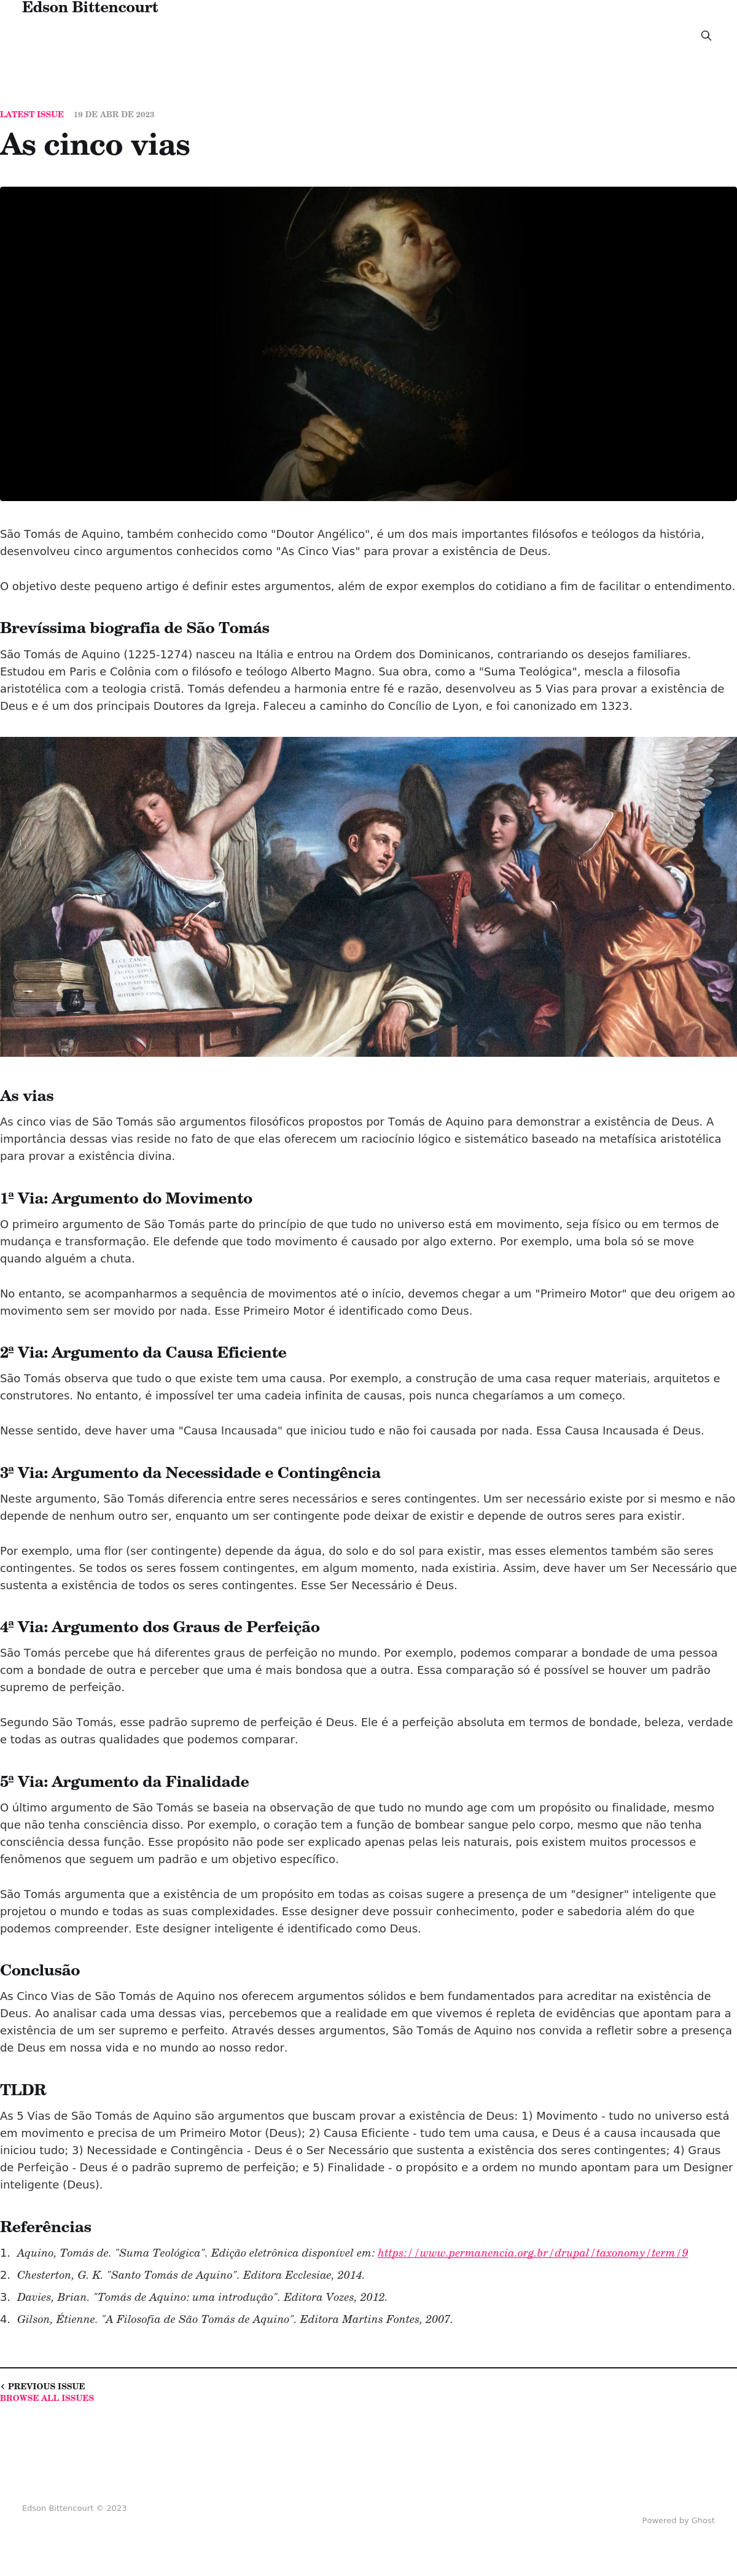 Edson Bittencourt
LATEST ISSUE 19 DE ABR DE 2023
As cinco vias
São Tomás de Aquino, também conhecido como "Doutor Angélico", é um dos mais importantes filósofos e teólogos da história,
desenvolveu cinco argumentos conhecidos como "As Cinco Vias" para provar a existência de Deus.
O objetivo deste pequeno artigo é definir estes argumentos, além de expor exemplos do cotidiano a fim de facilitar o entendimento.
Brevíssima biografia de São Tomás
São Tomás de Aquino (1225-1274) nasceu na Itália e entrou na Ordem dos Dominicanos, contrariando os desejos familiares.
Estudou em Paris e Colônia com o filósofo e teólogo Alberto Magno. Sua obra, como a "Suma Teológica", mescla a filosofia
aristotélica com a teologia cristã. Tomás defendeu a harmonia entre fé e razão, desenvolveu as 5 Vias para provar a existência de
Deus e é um dos principais Doutores da Igreja. Faleceu a caminho do Concílio de Lyon, e foi canonizado em 1323.
As vias
As cinco vias de São Tomás são argumentos filosóficos propostos por Tomás de Aquino para demonstrar a existência de Deus. A
importância dessas vias reside no fato de que elas oferecem um raciocínio lógico e sistemático baseado na metafísica aristotélica
para provar a existência divina.
1ª Via: Argumento do Movimento
O primeiro argumento de São Tomás parte do princípio de que tudo no universo está em movimento, seja físico ou em termos de
mudança e transformação. Ele defende que todo movimento é causado por algo externo. Por exemplo, uma bola só se move
quando alguém a chuta.
No entanto, se acompanharmos a sequência de movimentos até o início, devemos chegar a um "Primeiro Motor" que deu origem ao
movimento sem ser movido por nada. Esse Primeiro Motor é identificado como Deus.
2ª Via: Argumento da Causa Eficiente
São Tomás observa que tudo o que existe tem uma causa. Por exemplo, a construção de uma casa requer materiais, arquitetos e
construtores. No entanto, é impossível ter uma cadeia infinita de causas, pois nunca chegaríamos a um começo.
Nesse sentido, deve haver uma "Causa Incausada" que iniciou tudo e não foi causada por nada. Essa Causa Incausada é Deus.
3ª Via: Argumento da Necessidade e Contingência
Neste argumento, São Tomás diferencia entre seres necessários e seres contingentes. Um ser necessário existe por si mesmo e não
depende de nenhum outro ser, enquanto um ser contingente pode deixar de existir e depende de outros seres para existir.
Por exemplo, uma flor (ser contingente) depende da água, do solo e do sol para existir, mas esses elementos também são seres
contingentes. Se todos os seres fossem contingentes, em algum momento, nada existiria. Assim, deve haver um Ser Necessário que
sustenta a existência de todos os seres contingentes. Esse Ser Necessário é Deus.
4ª Via: Argumento dos Graus de Perfeição
São Tomás percebe que há diferentes graus de perfeição no mundo. Por exemplo, podemos comparar a bondade de uma pessoa
com a bondade de outra e perceber que uma é mais bondosa que a outra. Essa comparação só é possível se houver um padrão
supremo de perfeição.
Segundo São Tomás, esse padrão supremo de perfeição é Deus. Ele é a perfeição absoluta em termos de bondade, beleza, verdade
e todas as outras qualidades que podemos comparar.
5ª Via: Argumento da Finalidade
O último argumento de São Tomás se baseia na observação de que tudo no mundo age com um propósito ou finalidade, mesmo
que não tenha consciência disso. Por exemplo, o coração tem a função de bombear sangue pelo corpo, mesmo que não tenha
consciência dessa função. Esse propósito não pode ser explicado apenas pelas leis naturais, pois existem muitos processos e
fenômenos que seguem um padrão e um objetivo específico.
São Tomás argumenta que a existência de um propósito em todas as coisas sugere a presença de um "designer" inteligente que
projetou o mundo e todas as suas complexidades. Esse designer deve possuir conhecimento, poder e sabedoria além do que
podemos compreender. Este designer inteligente é identificado como Deus.
Conclusão
As Cinco Vias de São Tomás de Aquino nos oferecem argumentos sólidos e bem fundamentados para acreditar na existência de
Deus. Ao analisar cada uma dessas vias, percebemos que a realidade em que vivemos é repleta de evidências que apontam para a
existência de um ser supremo e perfeito. Através desses argumentos, São Tomás de Aquino nos convida a refletir sobre a presença
de Deus em nossa vida e no mundo ao nosso redor.
TLDR
As 5 Vias de São Tomás de Aquino são argumentos que buscam provar a existência de Deus: 1) Movimento - tudo no universo está
em movimento e precisa de um Primeiro Motor (Deus); 2) Causa Eficiente - tudo tem uma causa, e Deus é a causa incausada que
iniciou tudo; 3) Necessidade e Contingência - Deus é o Ser Necessário que sustenta a existência dos seres contingentes; 4) Graus
de Perfeição - Deus é o padrão supremo de perfeição; e 5) Finalidade - o propósito e a ordem no mundo apontam para um Designer
inteligente (Deus).
Referências
1. Aquino, Tomás de. "Suma Teológica". Edição eletrônica disponível em: https://www.permanencia.org.br/drupal/taxonomy/term/9
2. Chesterton, G. K. "Santo Tomás de Aquino". Editora Ecclesiae, 2014.
3. Davies, Brian. "Tomás de Aquino: uma introdução". Editora Vozes, 2012.
4. Gilson, Étienne. "A Filosofia de São Tomás de Aquino". Editora Martins Fontes, 2007.
‹ PREVIOUS ISSUE
BROWSE ALL ISSUES
Edson Bittencourt © 2023
Powered by Ghost